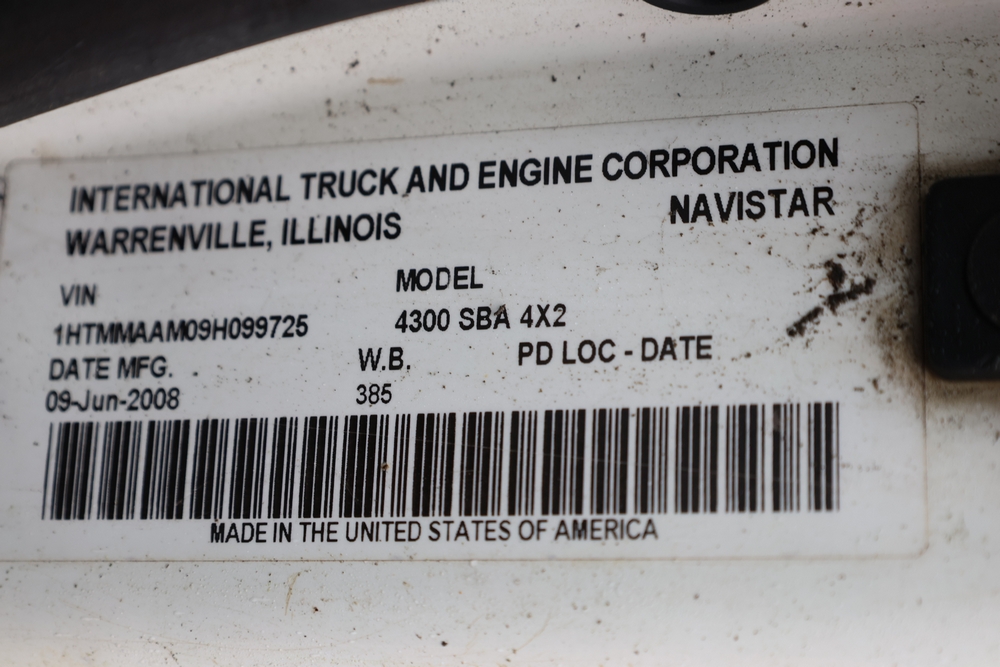 INTERNATIONAL TRUCK AND ENGINE CORPORATION
WARRENVILLE, ILLINOIS NAVISTAR
VIN MODEL
1HTMMAAM09H099725 4300 SBA 4X2
DATE MFG. W.B. PD LOC - DATE
09-Jun-2008 385
MADE IN THE UNITED STATES OF AMERICA